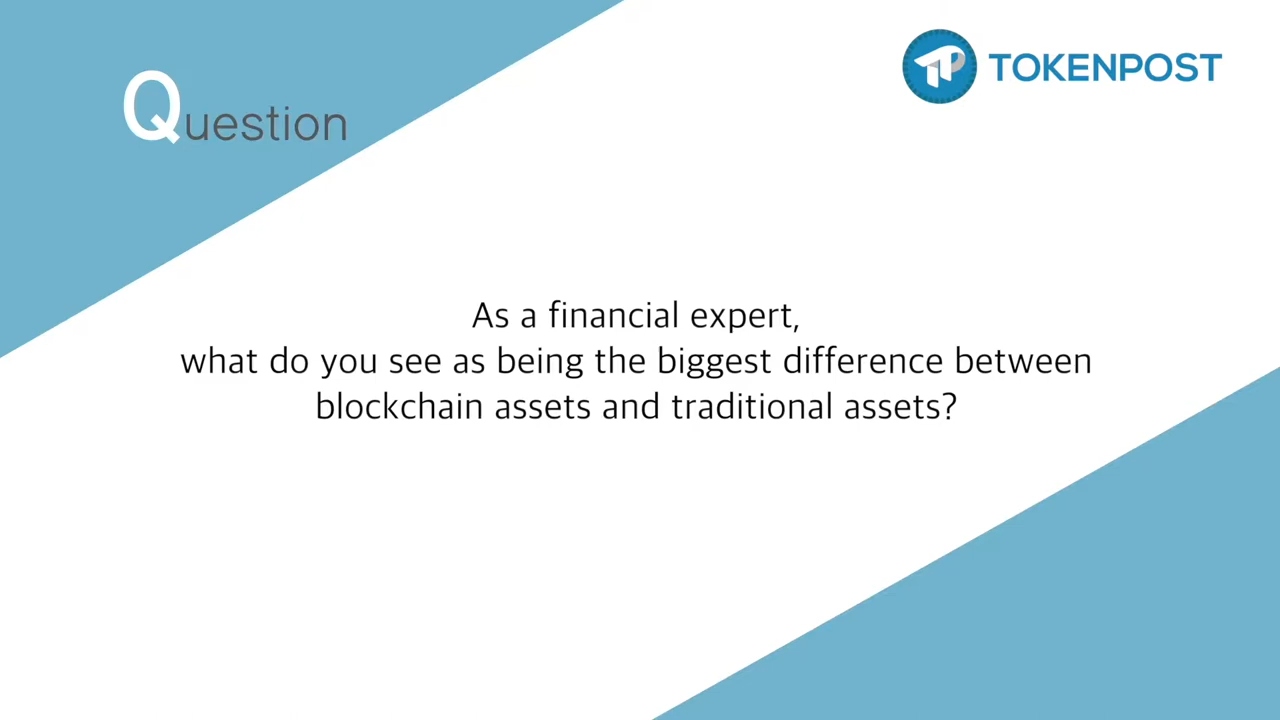 Question
TOKENPOST
As a financial expert,
what do you see as being the biggest difference between
blockchain assets and traditional assets?